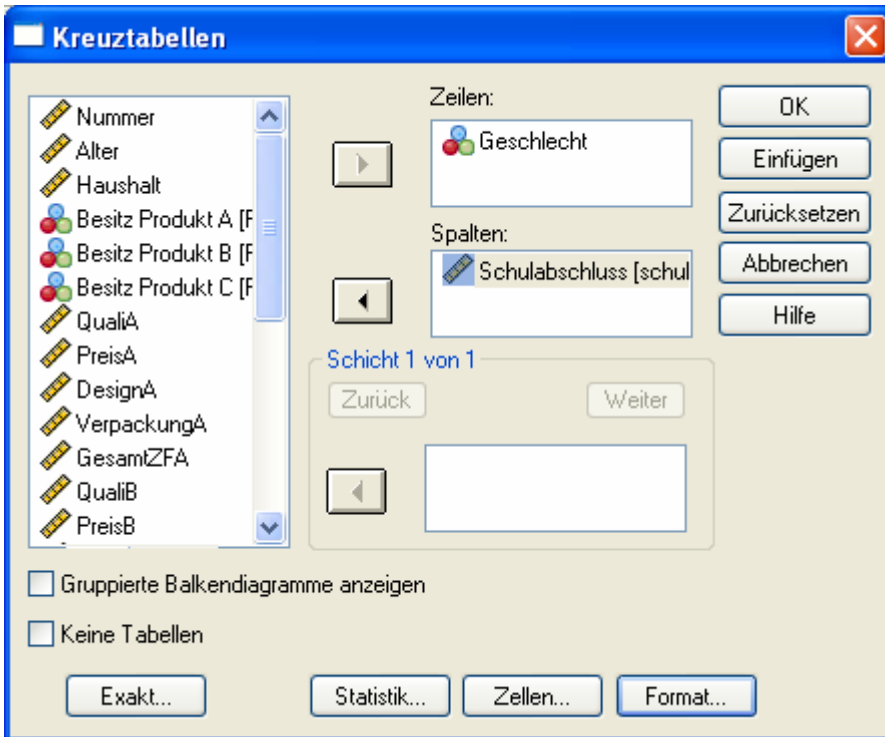 Kreuztabellen
Nummer
Alter
Haushalt
Besitz Produkt A [F
Besitz Produkt B [F
Besitz Produkt C [F
QualiA
PreisA
DesignA
VerpackungA
GesamtZFA
QualiB
PreisB
Zeilen:
Geschlecht
Spalten:
Schulabschluss [schul
Schicht 1 von 1
Zurück
Weiter
OK
Einfügen
Zurücksetzen
Abbrechen
Hilfe
Gruppierte Balkendiagramme anzeigen
Keine Tabellen
Exakt...
Statistik...
Zellen...
Format...